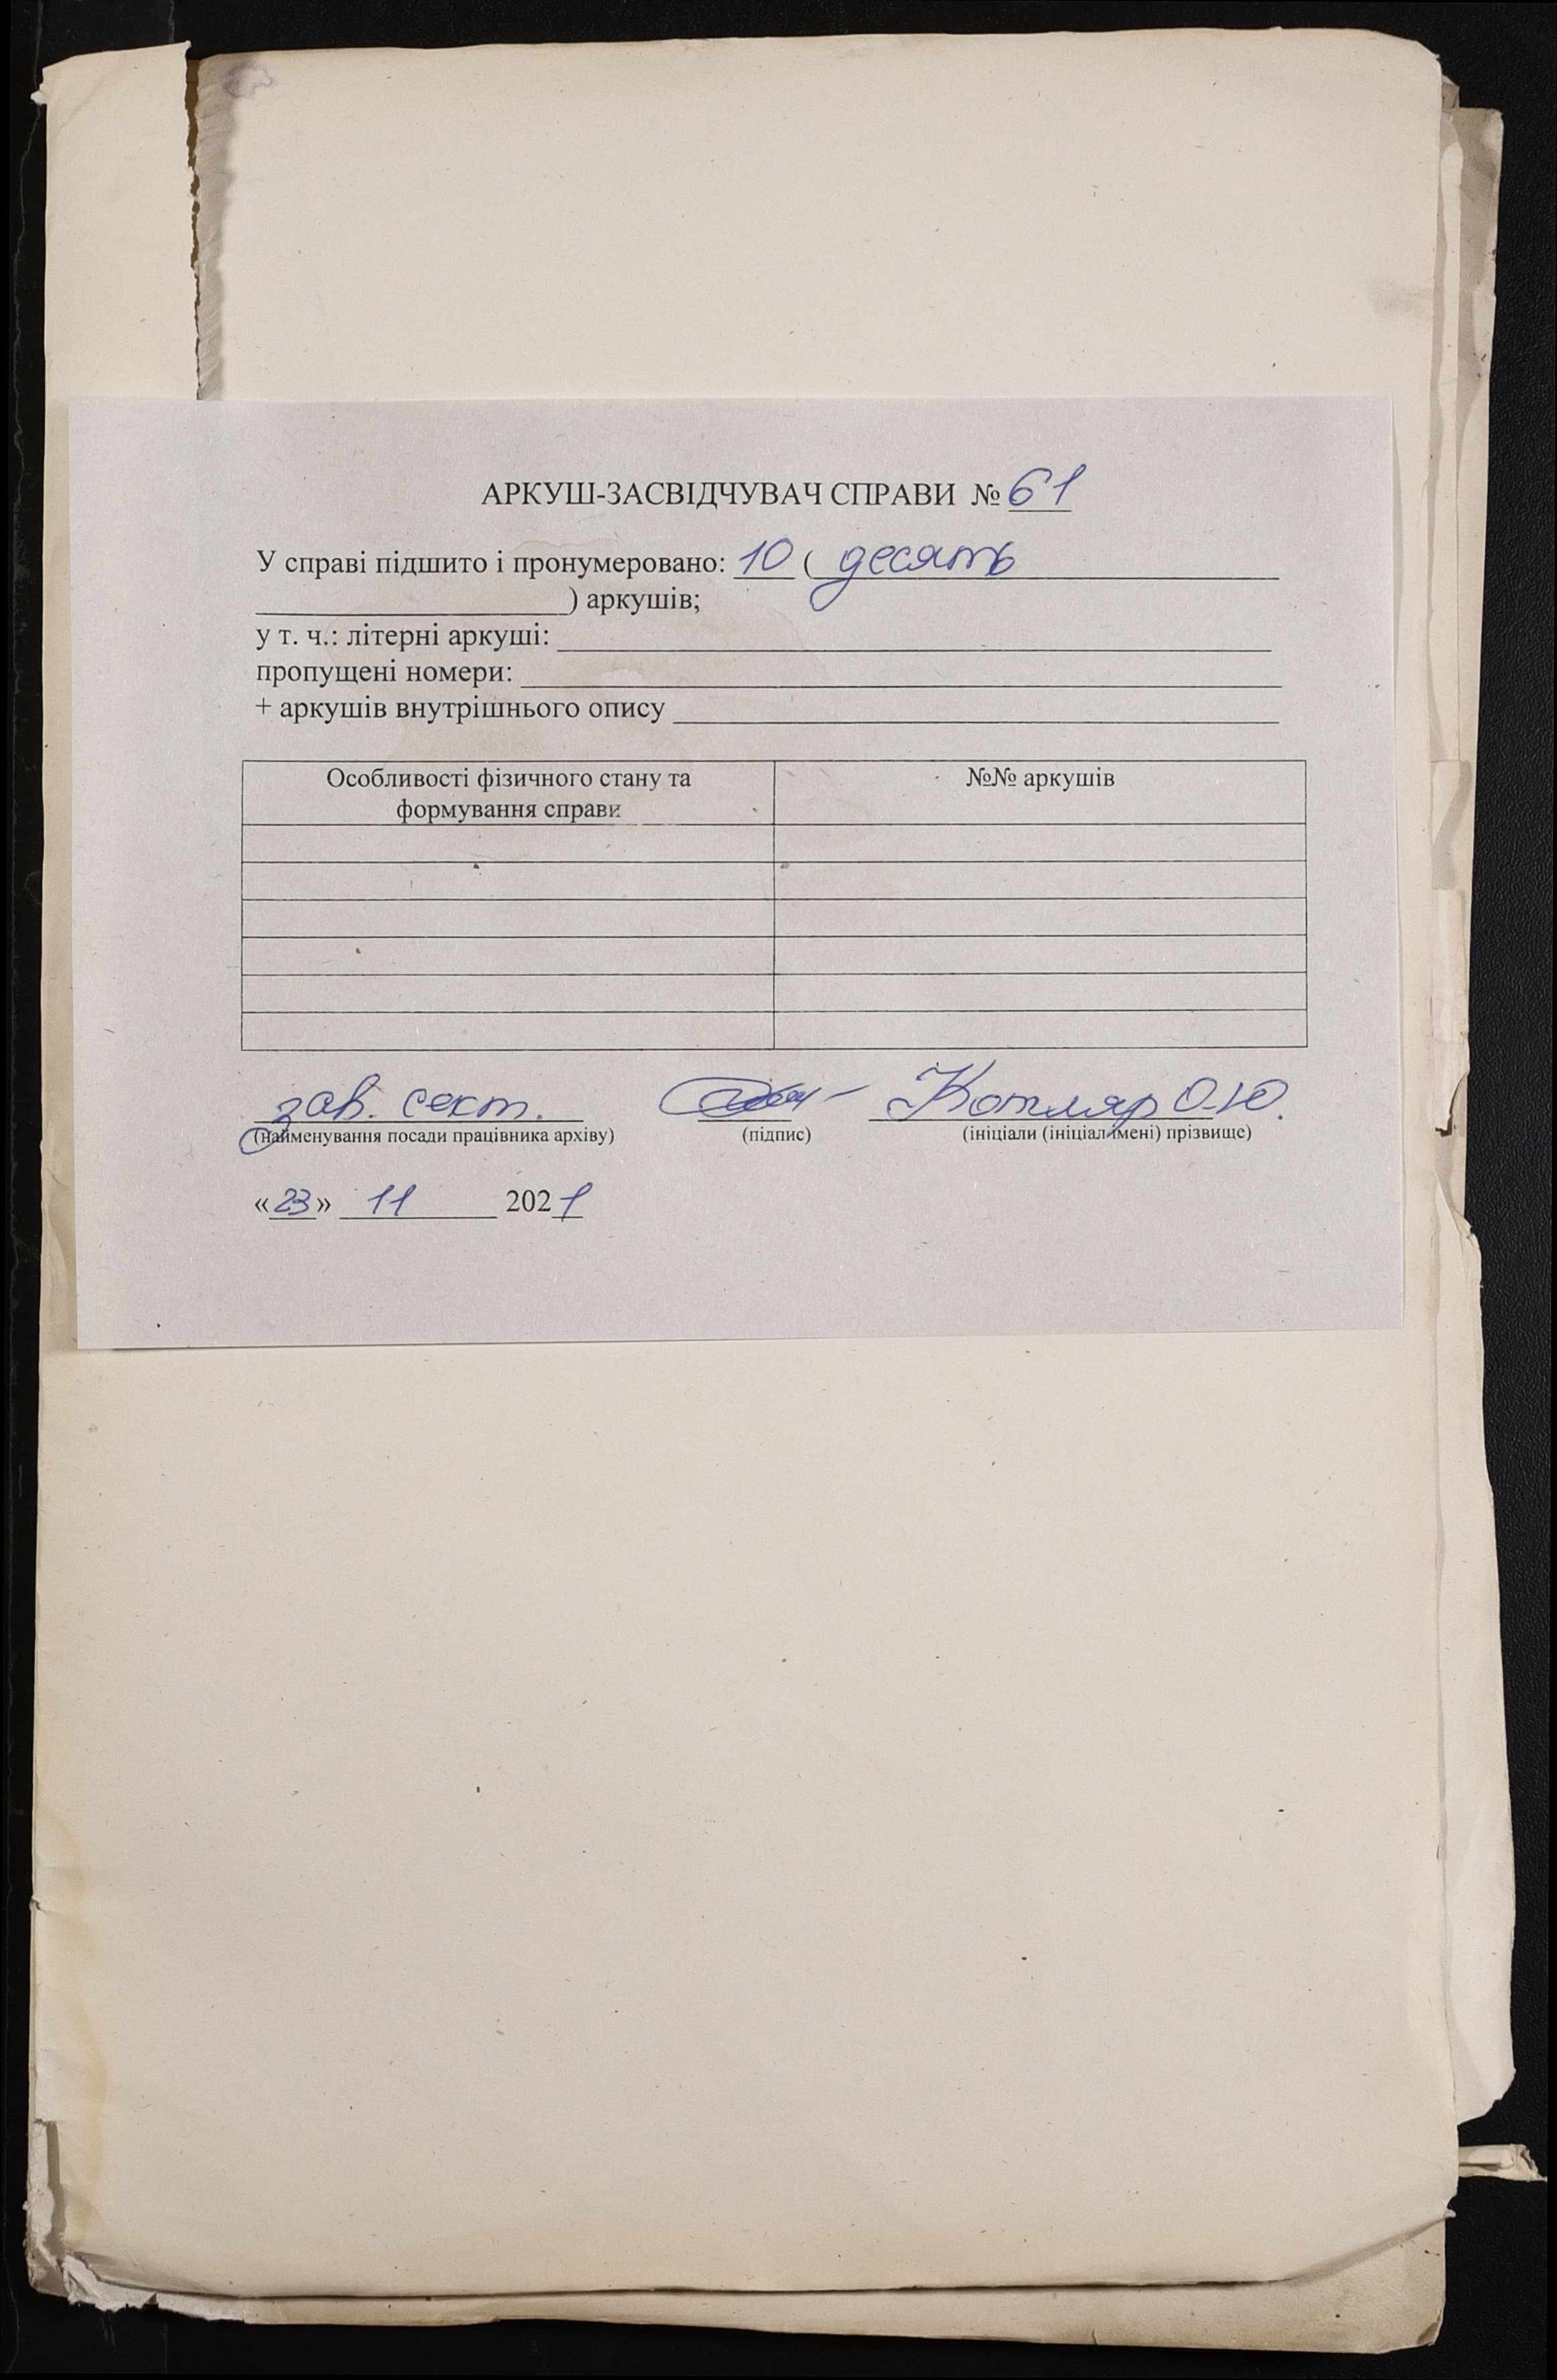 АРКУШ-ЗАСВІДЧУВАЧ СПРАВИ № 61
У справі підшито і пронумеровано: 10 ( десять
) аркушів;
у т. ч.: літерні аркуші:
пропущені номери:
+ аркушів внутрішнього опису
Особливості фізичного стану та
формування справи
№№ аркушів
зав. сект. Котляр О.Ю.
(найменування посади працівника архіву) (підпис) (ініціали (ініціал імені) прізвище)
«23» 11 2021